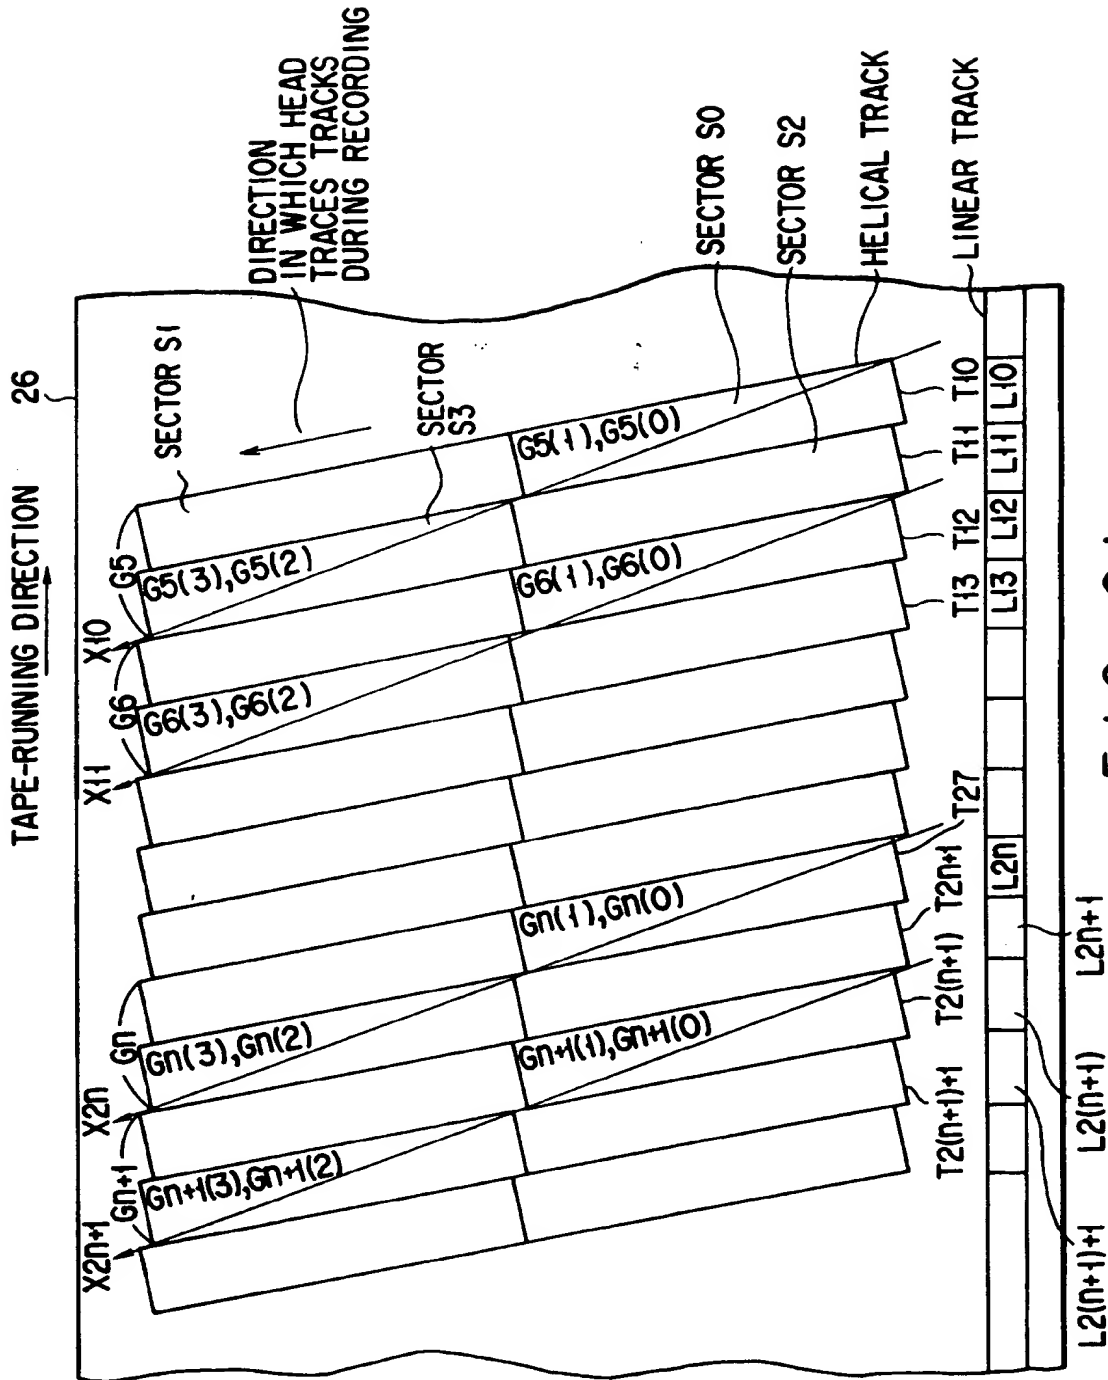 TAPE-RUNNING DIRECTION
26
SECTOR S1
DIRECTION
IN WHICH HEAD
TRACES TRACKS
DURING RECORDING
SECTOR
S3
SECTOR S0
SECTOR S2
HELICAL TRACK
LINEAR TRACK
G5
G5(3),G5(2)
G5(1),G5(0)
X10
G6
G6(3),G6(2)
G6(1),G6(0)
X11
Gn
Gn(3),Gn(2)
Gn(1),Gn(0)
X2n
Gn+1
Gn+1(3),Gn+1(2)
Gn+1(1),Gn+1(0)
X2n+1
T10
T11
T12
T13
T27
T2n+1
T2(n+1)
T2(n+1)+1
L10
L11
L12
L13
L2n
L2n+1
L2(n+1)
L2(n+1)+1